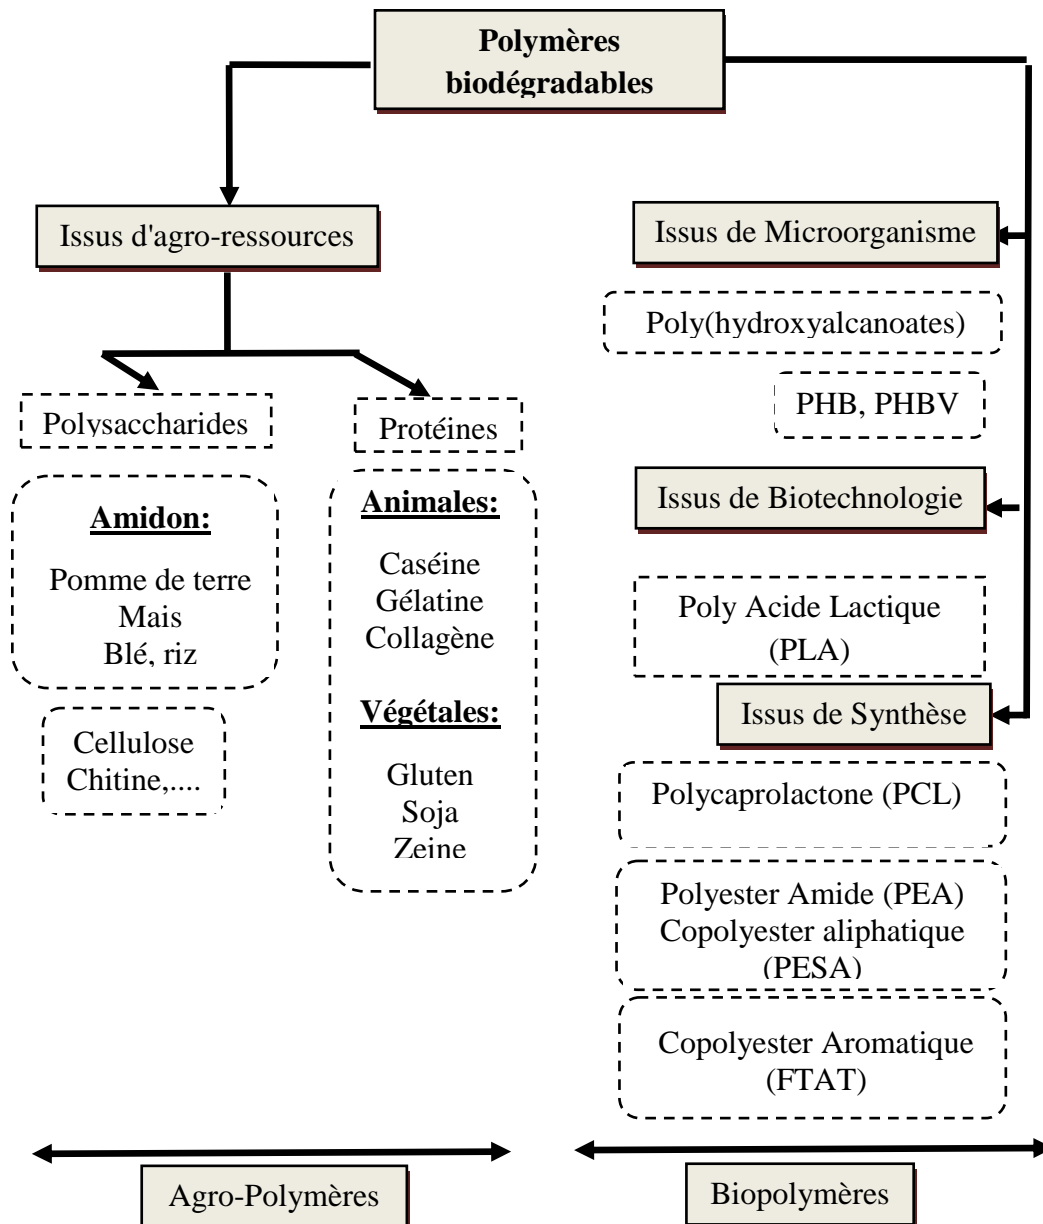 Polymères
biodégradables
Issus d'agro-ressources
Polysaccharides
Amidon:
Pomme de terre
Mais
Blé, riz
Cellulose
Chitine,....
Protéines
Animales:
Caséine
Gélatine
Collagène
Végétales:
Gluten
Soja
Zeine
Agro-Polymères
Issus de Microorganisme
Poly(hydroxyalcanoates)
PHB, PHBV
Issus de Biotechnologie
Poly Acide Lactique
(PLA)
Issus de Synthèse
Polycaprolactone (PCL)
Polyester Amide (PEA)
Copolyester aliphatique
(PESA)
Copolyester Aromatique
(FTAT)
Biopolymères